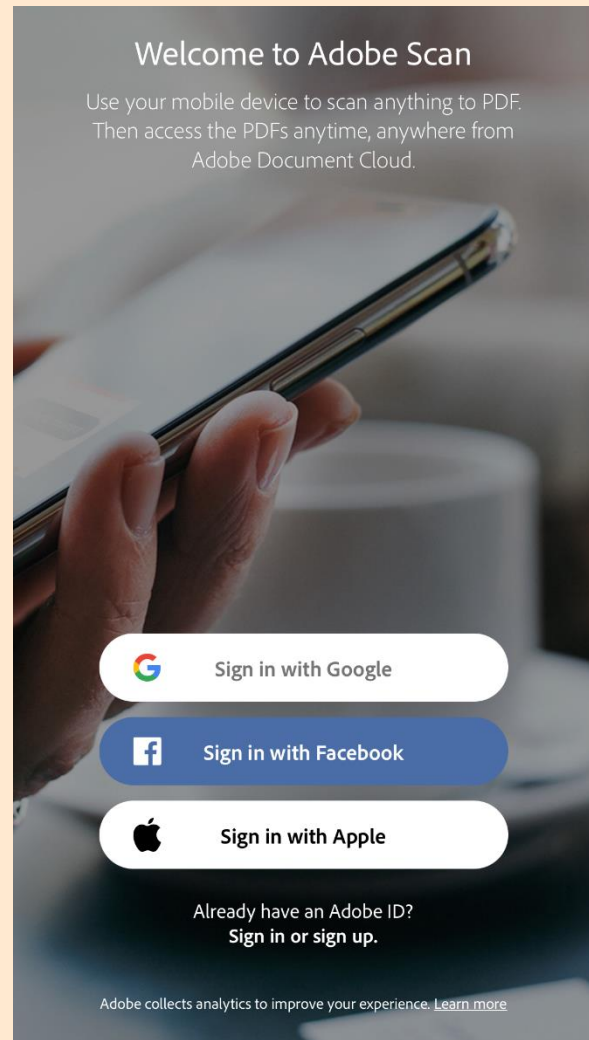 Welcome to Adobe Scan
Use your mobile device to scan anything to PDF.
Then access the PDFs anytime, anywhere from
Adobe Document Cloud.
Sign in with Google
Sign in with Facebook
Sign in with Apple
Already have an Adobe ID?
Sign in or sign up.
Adobe collects analytics to improve your experience. Learn more